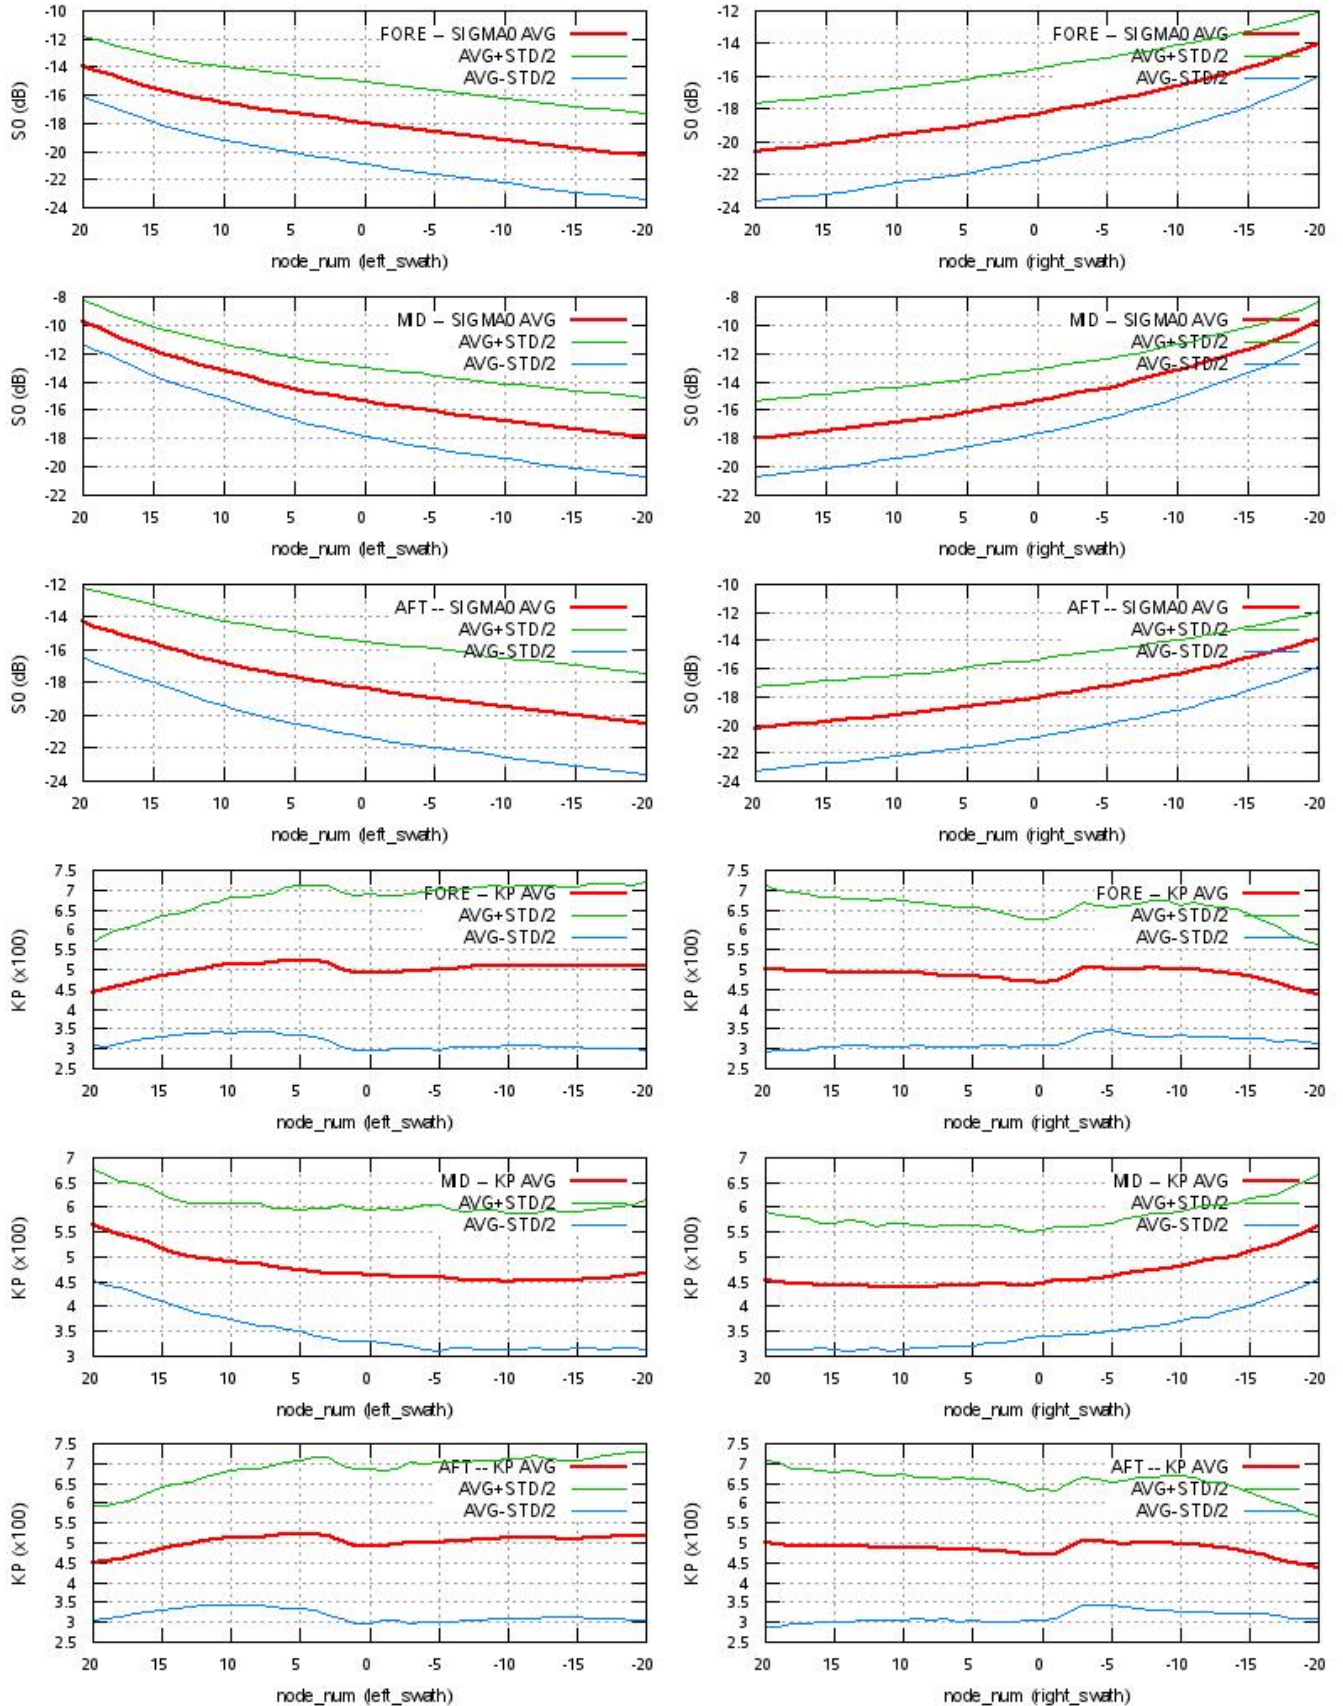 -10
-12
-14
-16
-18
-20
-22
-24
S0 (dB)
FORE -- SIGMA0 AVG
AVG+STD/2
AVG-STD/2
20 15 10 5 0 -5 -10 -15 -20
node_num (left_swath)
-12
-14
-16
-18
-20
-22
-24
S0 (dB)
FORE -- SIGMA0 AVG
AVG+STD/2
AVG-STD/2
20 15 10 5 0 -5 -10 -15 -20
node_num (right_swath)
-8
-10
-12
-14
-16
-18
-20
-22
S0 (dB)
MID -- SIGMA0 AVG
AVG+STD/2
AVG-STD/2
20 15 10 5 0 -5 -10 -15 -20
node_num (left_swath)
-8
-10
-12
-14
-16
-18
-20
-22
S0 (dB)
MID -- SIGMA0 AVG
AVG+STD/2
AVG-STD/2
20 15 10 5 0 -5 -10 -15 -20
node_num (right_swath)
-12
-14
-16
-18
-20
-22
-24
S0 (dB)
AFT -- SIGMA0 AVG
AVG+STD/2
AVG-STD/2
20 15 10 5 0 -5 -10 -15 -20
node_num (left_swath)
-10
-12
-14
-16
-18
-20
-22
-24
S0 (dB)
AFT -- SIGMA0 AVG
AVG+STD/2
AVG-STD/2
20 15 10 5 0 -5 -10 -15 -20
node_num (right_swath)
7.5
7
6.5
6
5.5
5
4.5
4
3.5
3
2.5
KP (x100)
FORE -- KP AVG
AVG+STD/2
AVG-STD/2
20 15 10 5 0 -5 -10 -15 -20
node_num (left_swath)
7.5
7
6.5
6
5.5
5
4.5
4
3.5
3
2.5
KP (x100)
FORE -- KP AVG
AVG+STD/2
AVG-STD/2
20 15 10 5 0 -5 -10 -15 -20
node_num (right_swath)
7
6.5
6
5.5
5
4.5
4
3.5
3
KP (x100)
MID -- KP AVG
AVG+STD/2
AVG-STD/2
20 15 10 5 0 -5 -10 -15 -20
node_num (left_swath)
7
6.5
6
5.5
5
4.5
4
3.5
3
KP (x100)
MID -- KP AVG
AVG+STD/2
AVG-STD/2
20 15 10 5 0 -5 -10 -15 -20
node_num (right_swath)
7.5
7
6.5
6
5.5
5
4.5
4
3.5
3
2.5
KP (x100)
AFT -- KP AVG
AVG+STD/2
AVG-STD/2
20 15 10 5 0 -5 -10 -15 -20
node_num (left_swath)
7.5
7
6.5
6
5.5
5
4.5
4
3.5
3
2.5
KP (x100)
AFT -- KP AVG
AVG+STD/2
AVG-STD/2
20 15 10 5 0 -5 -10 -15 -20
node_num (right_swath)